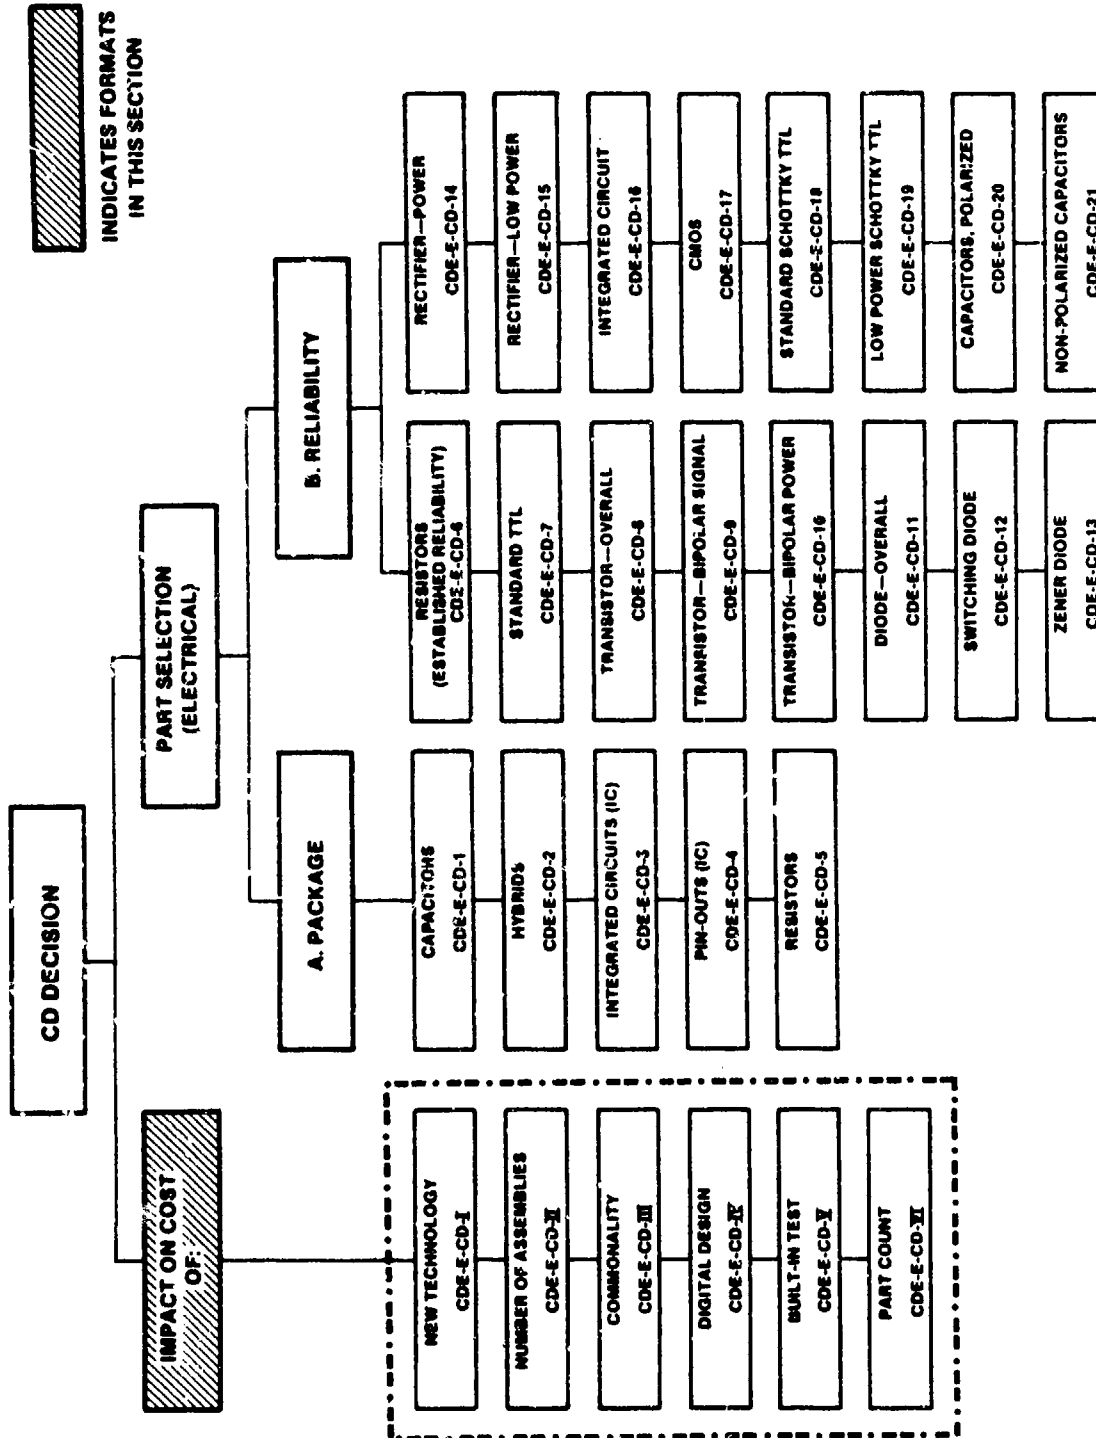 INDICATES FORMATS
IN THIS SECTION
CD DECISION
IMPACT ON COST
OF:
NEW TECHNOLOGY
CDE-E-CD-I
NUMBER OF ASSEMBLIES
CDE-E-CD-II
COMMONALITY
CDE-E-CD-III
DIGITAL DESIGN
CDE-E-CD-IV
BUILT-IN TEST
CDE-E-CD-V
PART COUNT
CDE-E-CD-VI
PART SELECTION
(ELECTRICAL)
A. PACKAGE
CAPACITORS
CDE-E-CD-1
HYBRIDS
CDE-E-CD-2
INTEGRATED CIRCUITS (IC)
CDE-E-CD-3
PIN-OUTS (IC)
CDE-E-CD-4
RESISTORS
CDE-E-CD-5
B. RELIABILITY
RESISTORS
(ESTABLISHED RELIABILITY)
CDE-E-CD-6
STANDARD TTL
CDE-E-CD-7
TRANSISTOR—OVERALL
CDE-E-CD-8
TRANSISTOR—BIPOLAR SIGNAL
CDE-E-CD-9
TRANSISTOR—BIPOLAR POWER
CDE-E-CD-10
DIODE—OVERALL
CDE-E-CD-11
SWITCHING DIODE
CDE-E-CD-12
ZENER DIODE
CDE-E-CD-13
RECTIFIER—POWER
CDE-E-CD-14
RECTIFIER—LOW POWER
CDE-E-CD-15
INTEGRATED CIRCUIT
CDE-E-CD-16
CMOS
CDE-E-CD-17
STANDARD SCHOTTKY TTL
CDE-E-CD-18
LOW POWER SCHOTTKY TTL
CDE-E-CD-19
CAPACITORS, POLARIZED
CDE-E-CD-20
NON-POLARIZED CAPACITORS
CDE-E-CD-21